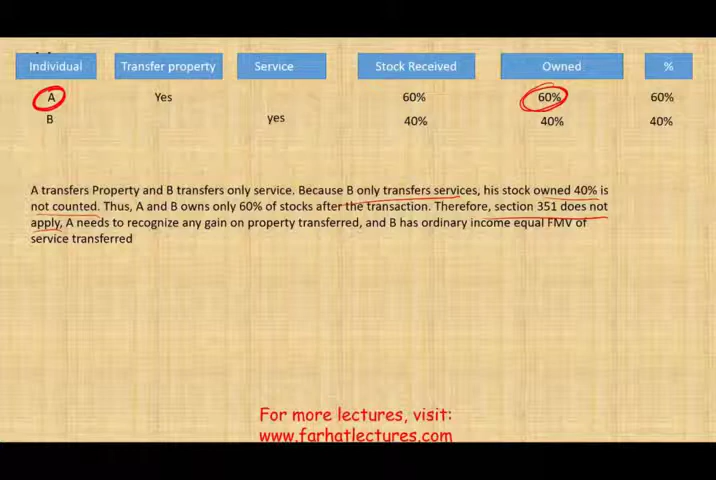 Individual Transfer property Service Stock Received Owned %
A Yes 60% 60% 60%
B yes 40% 40% 40%
A transfers Property and B transfers only service. Because B only transfers services, his stock owned 40% is
not counted. Thus, A and B owns only 60% of stocks after the transaction. Therefore, section 351 does not
apply, A needs to recognize any gain on property transferred, and B has ordinary income equal FMV of
service transferred
For more lectures, visit:
www.farhatlectures.com